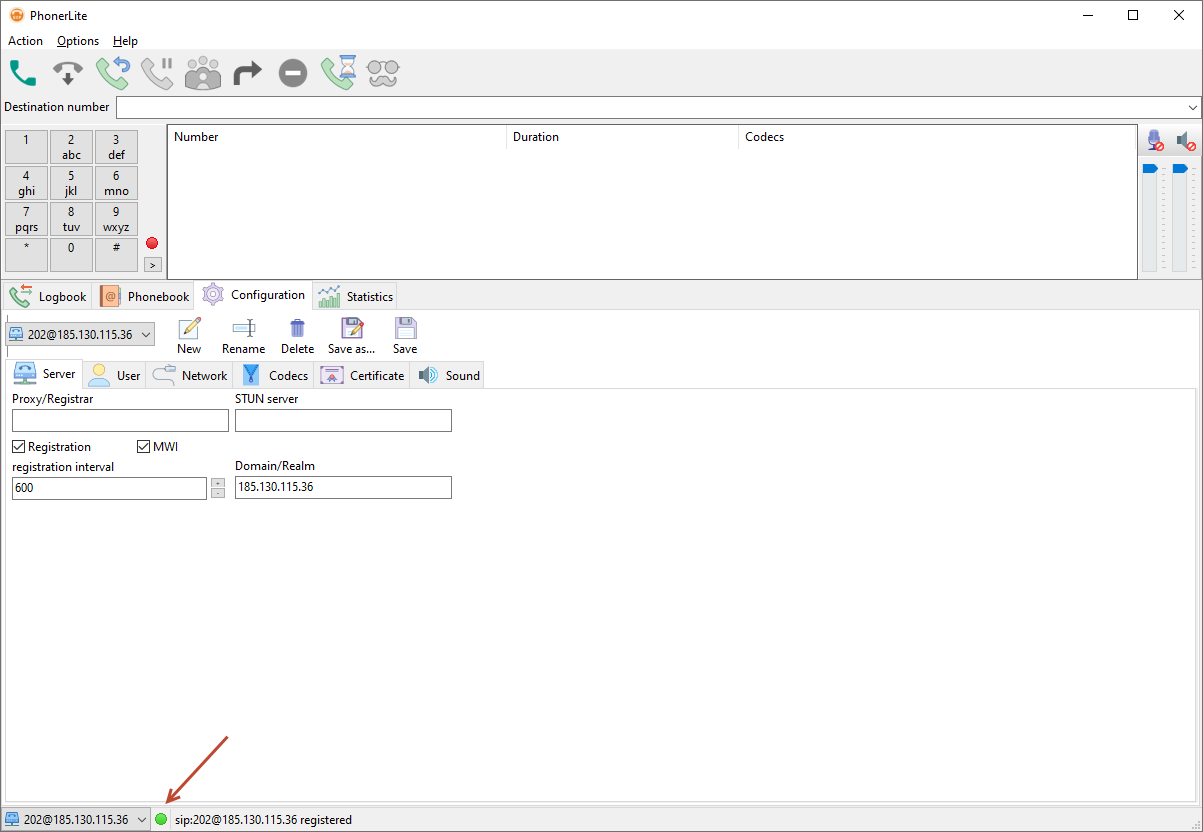 PhonerLite
Action Options Help
Destination number
1 2 abc 3 def
4 ghi 5 jkl 6 mno
7 pqrs 8 tuv 9 wxyz
* 0 #
>
Number Duration Codecs
Logbook @ Phonebook Configuration Statistics
202@185.130.115.36 New Rename Delete Save as... Save
Server User Network Codecs Certificate Sound
Proxy/Registrar STUN server
Registration MWI
registration interval Domain/Realm
600 + - 185.130.115.36
202@185.130.115.36 sip:202@185.130.115.36 registered